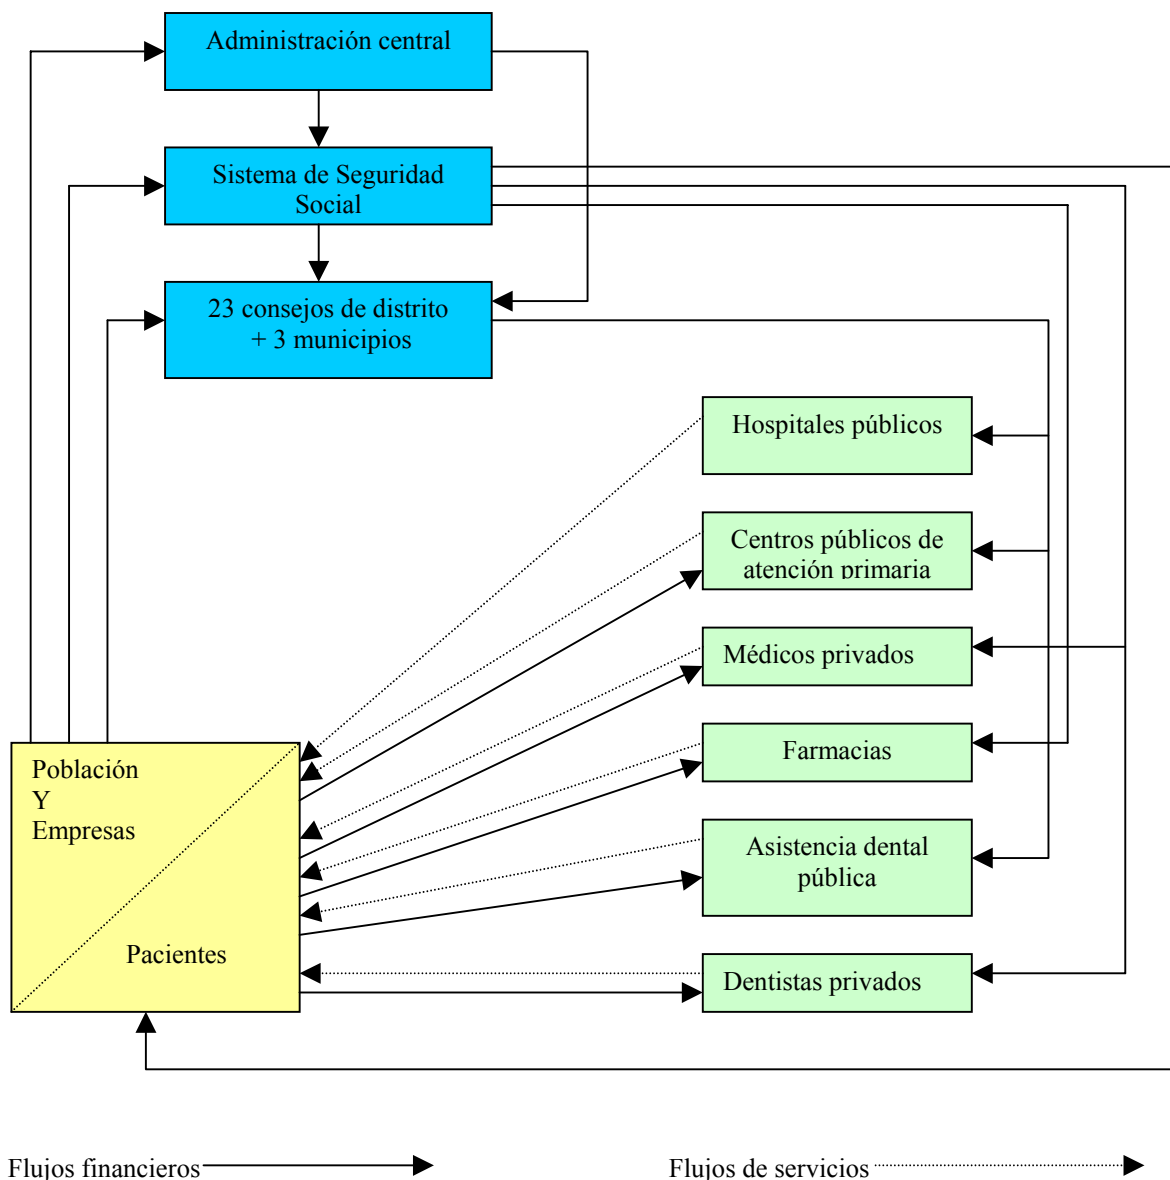 Administración central
Sistema de Seguridad
Social
23 consejos de distrito
+ 3 municipios
Hospitales públicos
Centros públicos de
atención primaria
Médicos privados
Farmacias
Asistencia dental
pública
Dentistas privados
Población
Y
Empresas
Pacientes
Flujos financieros
Flujos de servicios